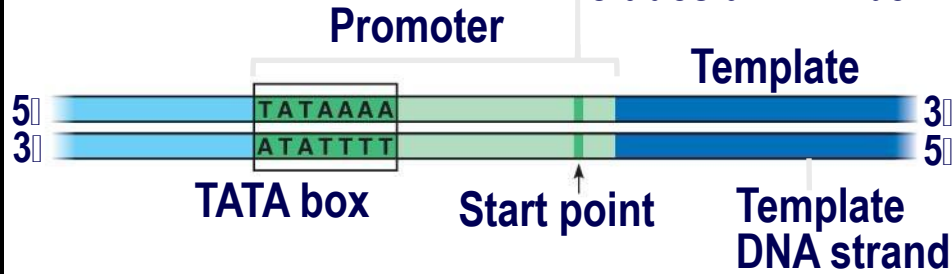 Promoter
Template
5 TATAAAA 3
3 ATATTTT 5
TATA box
Start point
Template
DNA strand